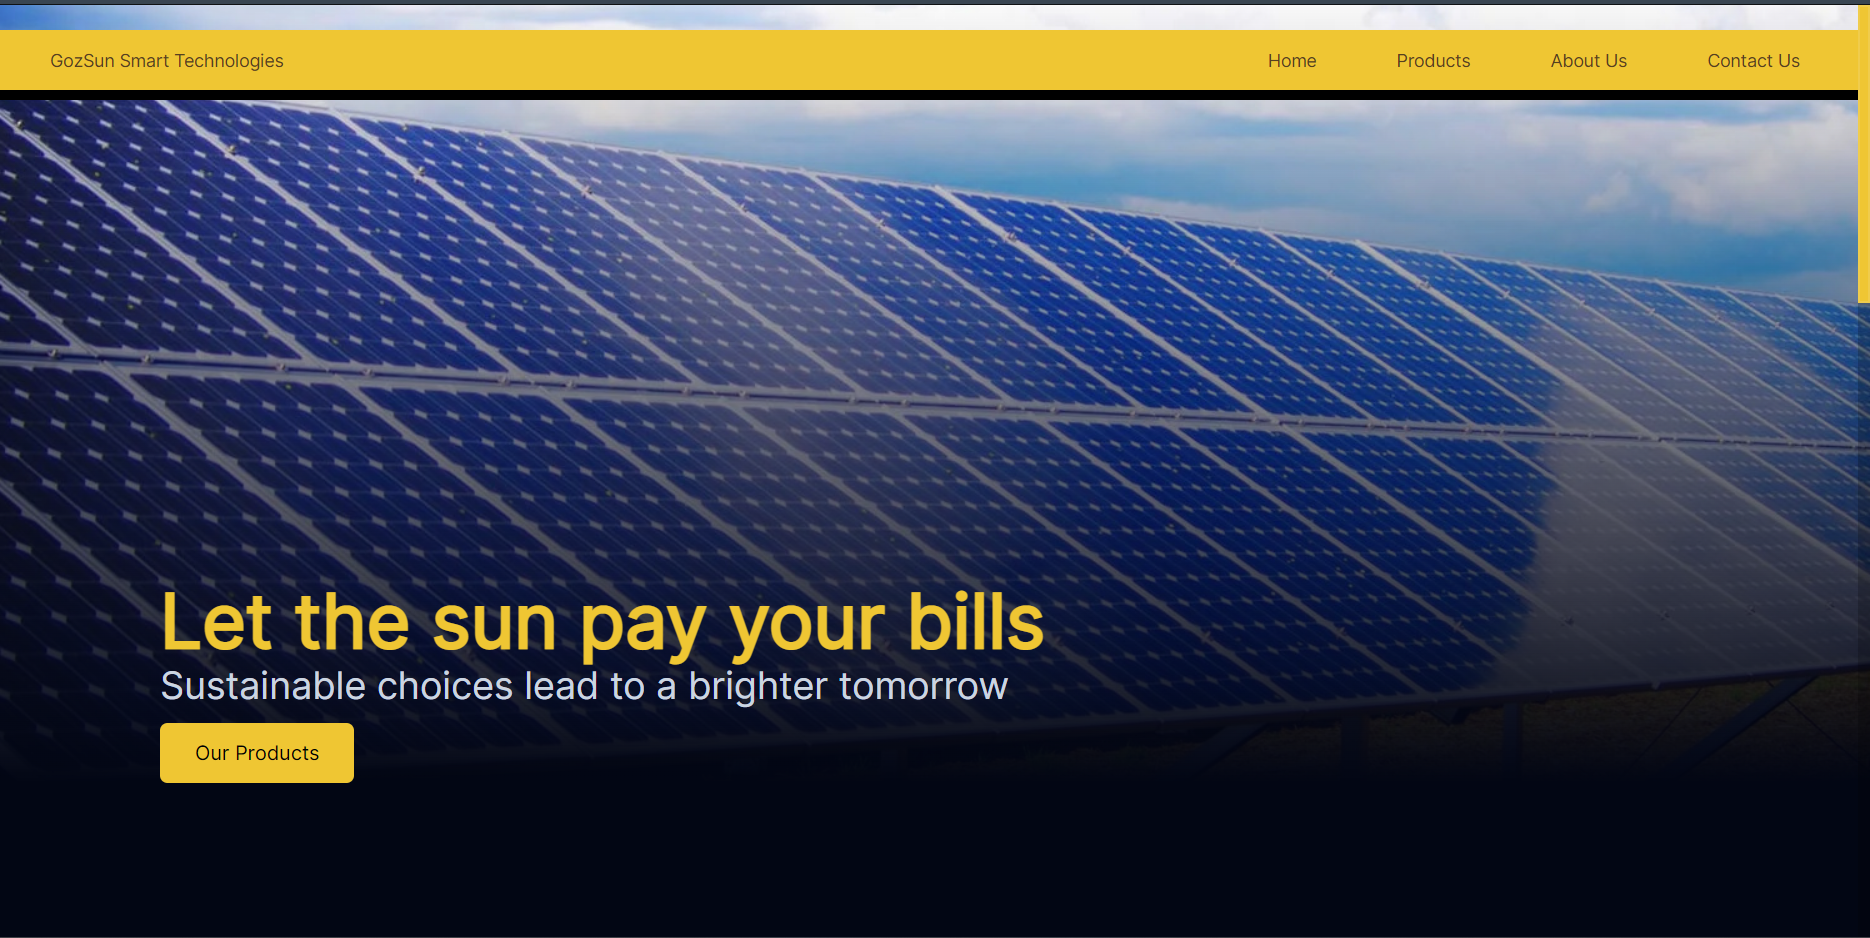 GozSun Smart Technologies
Home
Products
About Us
Contact Us
Let the sun pay your bills
Sustainable choices lead to a brighter tomorrow
Our Products